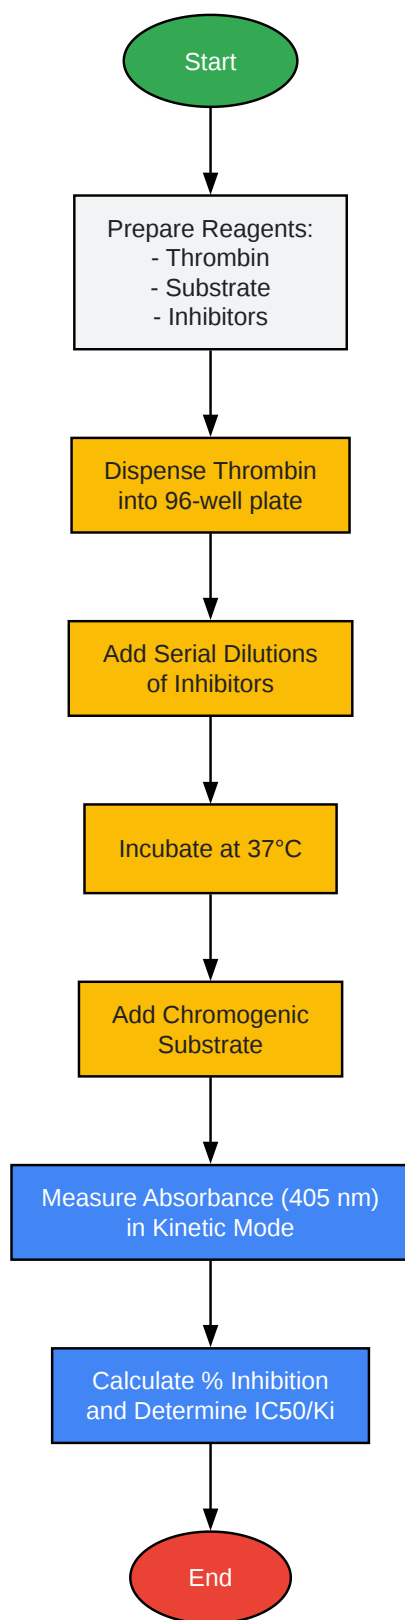 Start
Prepare Reagents:
- Thrombin
- Substrate
- Inhibitors
Dispense Thrombin
into 96-well plate
Add Serial Dilutions
of Inhibitors
Incubate at 37°C
Add Chromogenic
Substrate
Measure Absorbance (405 nm)
in Kinetic Mode
Calculate % Inhibition
and Determine IC50/Ki
End